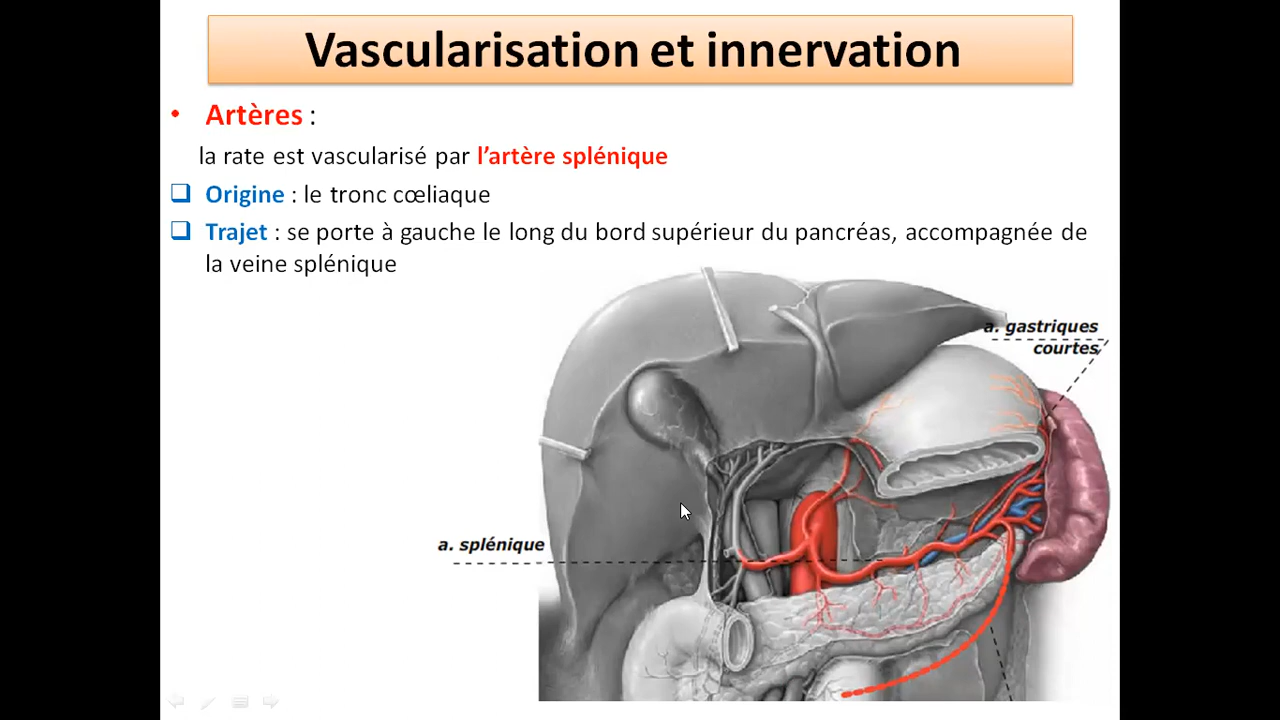 Vascularisation et innervation
• Artères :
la rate est vascularisé par l’artère splénique
❑ Origine : le tronc cœliaque
❑ Trajet : se porte à gauche le long du bord supérieur du pancréas, accompagnée de
la veine splénique
a. gastriques
courtes
a. splénique